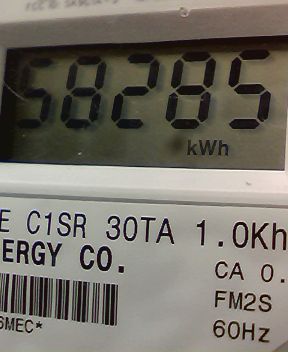 58285
kWh
E C1SR 30TA 1.0Kh
ERGY CO.
CA 0.
FM2S
6MEC*
60Hz